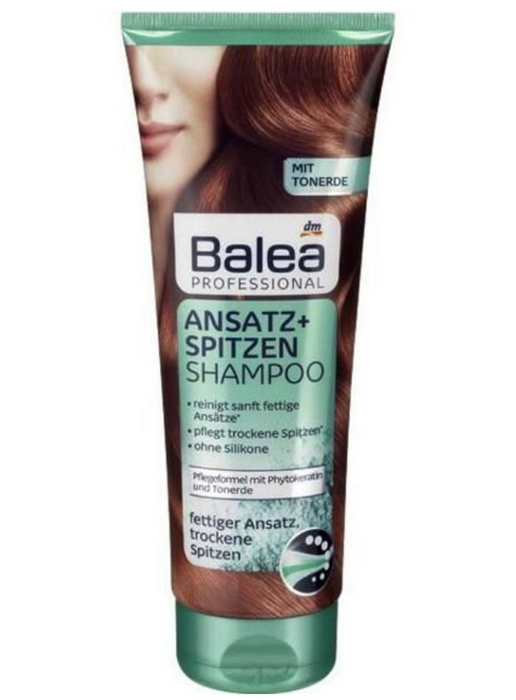 MIT
TONERDE
dm
Balea
PROFESSIONAL
ANSATZ+
SPITZEN
SHAMPOO
• reinigt sanft fettige
Ansätze*
• pflegt trockene Spitzen*
• ohne Silikone
Pflegeformel mit Phytokeratin
und Tonerde
fettiger Ansatz,
trockene
Spitzen